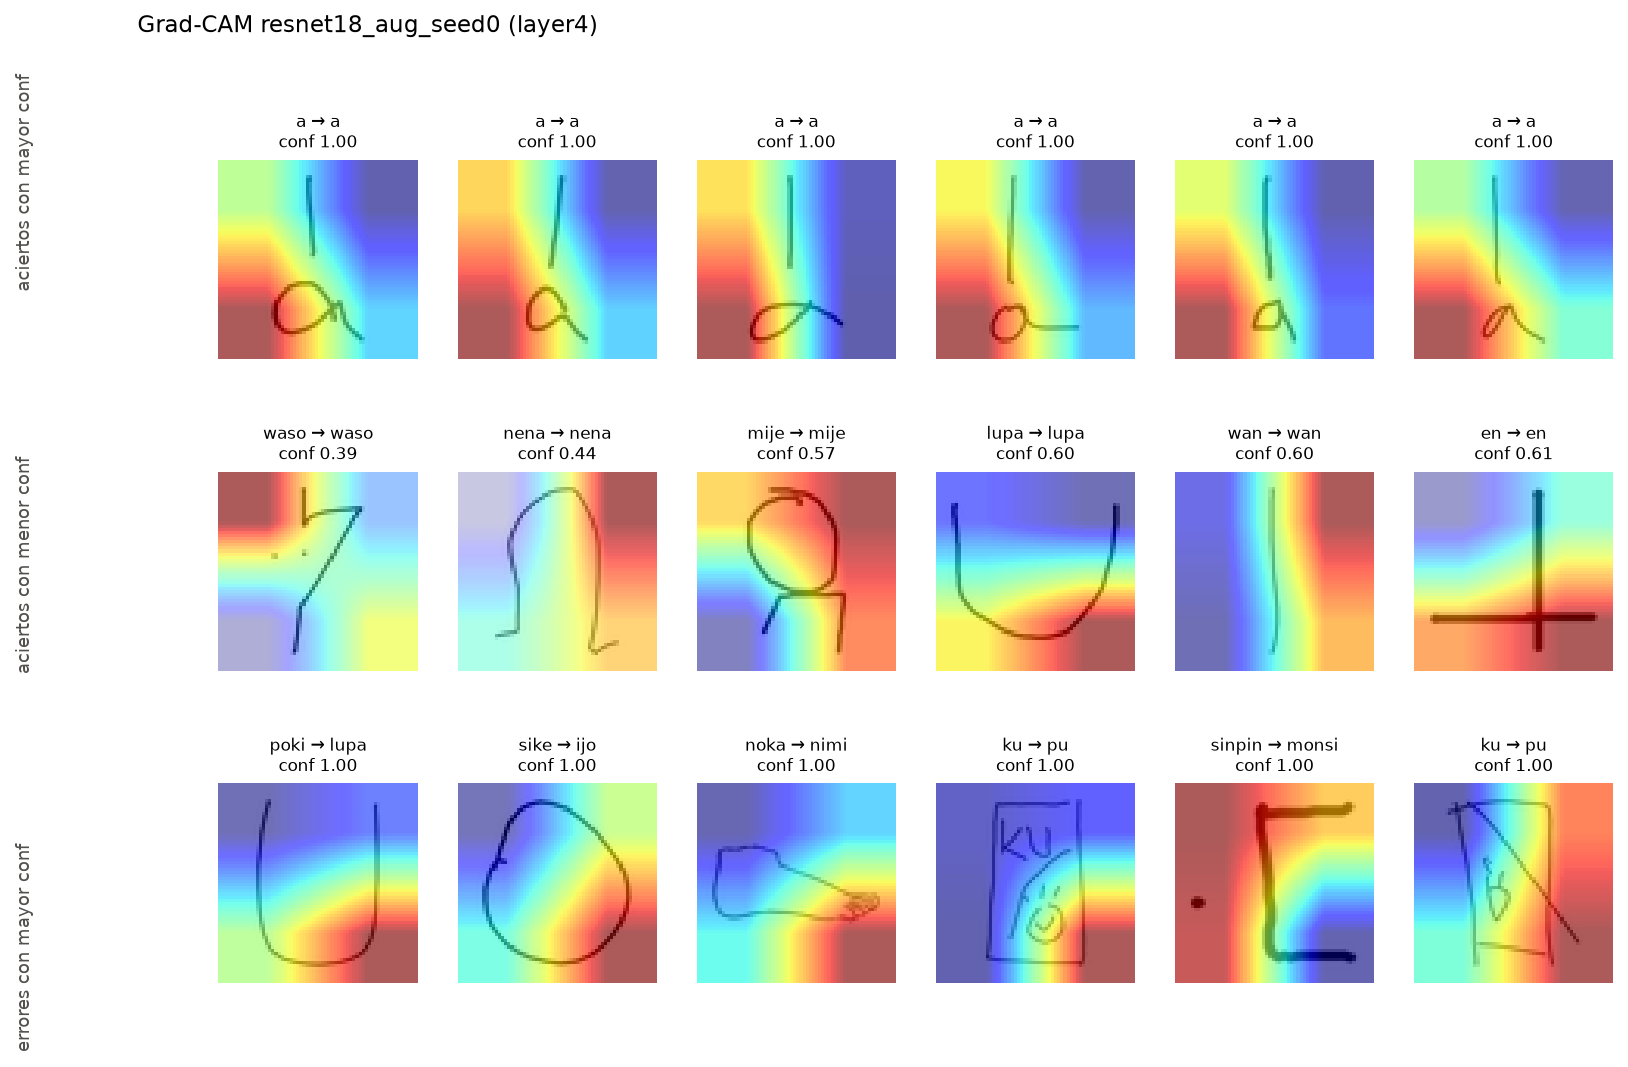 Grad-CAM resnet18_aug_seed0 (layer4)
aciertos con mayor conf
a → a
conf 1.00
a → a
conf 1.00
a → a
conf 1.00
a → a
conf 1.00
a → a
conf 1.00
a → a
conf 1.00
aciertos con menor conf
waso → waso
conf 0.39
nena → nena
conf 0.44
mije → mije
conf 0.57
lupa → lupa
conf 0.60
wan → wan
conf 0.60
en → en
conf 0.61
errores con mayor conf
poki → lupa
conf 1.00
sike → ijo
conf 1.00
noka → nimi
conf 1.00
ku → pu
conf 1.00
KU
sinpin → monsi
conf 1.00
ku → pu
conf 1.00